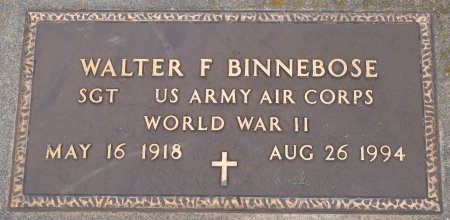 WALTER F BINNEBOSE
SGT US ARMY AIR CORPS
WORLD WAR II
MAY 16 1918 AUG 26 1994